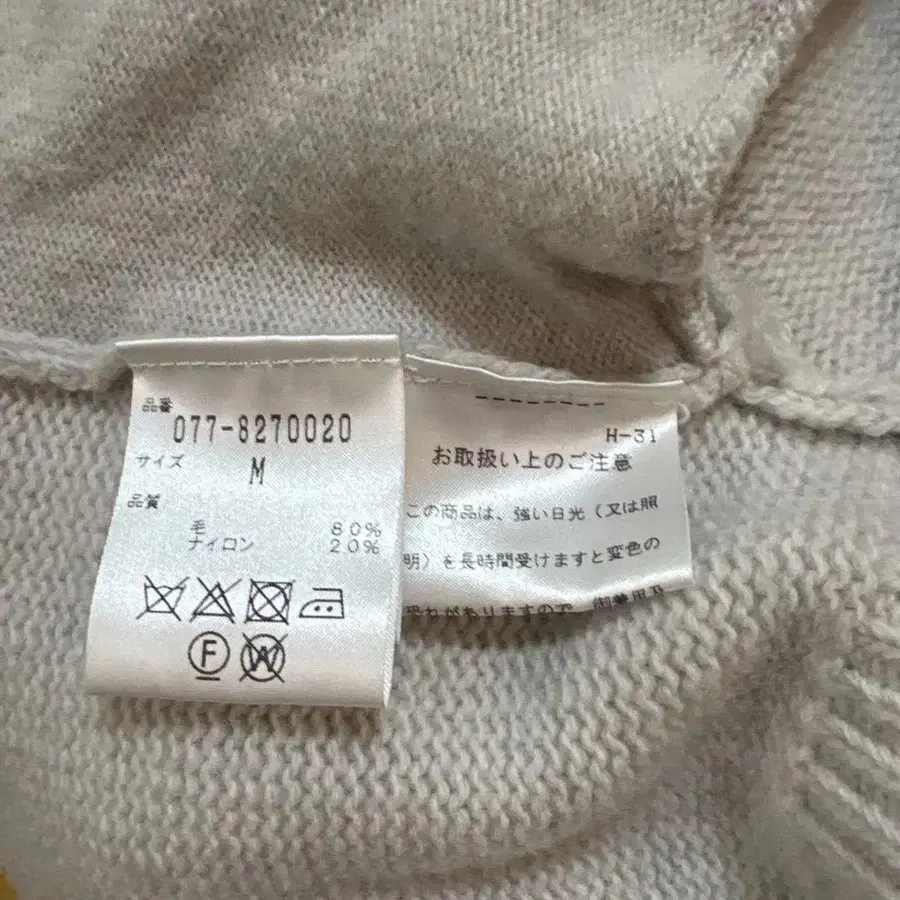 品番
077-8270020
サイズ
M
品質
毛 80%
ナイロン 20%
F
W
--------
H-31
お取扱い上のご注意
この商品は、強い日光（又は照
明）を長時間受けますと変色の
恐れがありますので、御着用及